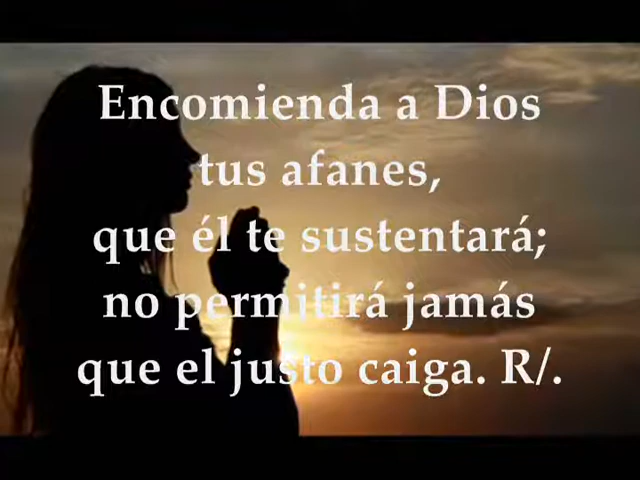 Encomienda a Dios
tus afanes,
que él te sustentará;
no permitirá jamás
que el justo caiga. R/.